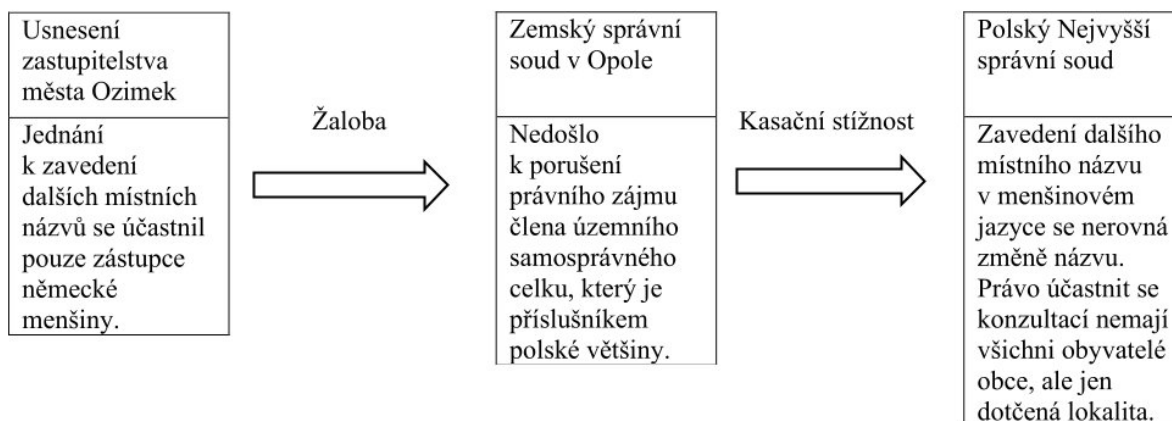 Usnesení
zastupitelstva
města Ozimek
Jednání
k zavedení
dalších místních
názvů se účastnil
pouze zástupce
německé
menšiny.
Žaloba
Zemský správní
soud v Opole
Nedošlo
k porušení
právního zájmu
člena územního
samosprávného
celku, který je
příslušníkem
polské většiny.
Kasační stížnost
Polský Nejvyšší
správní soud
Zavedení dalšího
místního názvu
v menšinovém
jazyce se nerovná
změně názvu.
Právo účastnit se
konzultací nemají
všichni obyvatelé
obce, ale jen
dotčená lokalita.